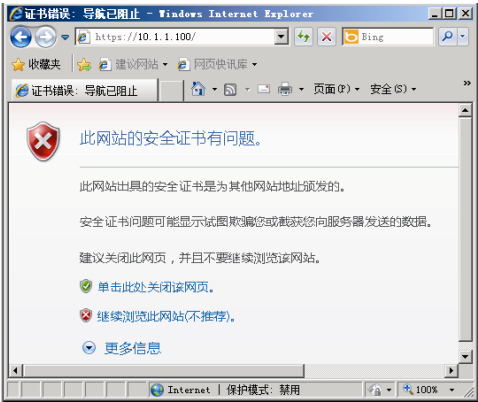 证书错误: 导航已阻止 - Windows Internet Explorer
https://10.1.1.100/
Bing
收藏夹 建议网站 网页快讯库
证书错误: 导航已阻止 页面(P) 安全(S) »
此网站的安全证书有问题。
此网站出具的安全证书是为其他网站地址颁发的。
安全证书问题可能显示试图欺骗您或截获您向服务器发送的数据。
建议关闭此网页，并且不要继续浏览该网站。
单击此处关闭该网页。
继续浏览此网站(不推荐)。
更多信息
Internet | 保护模式: 禁用 100%